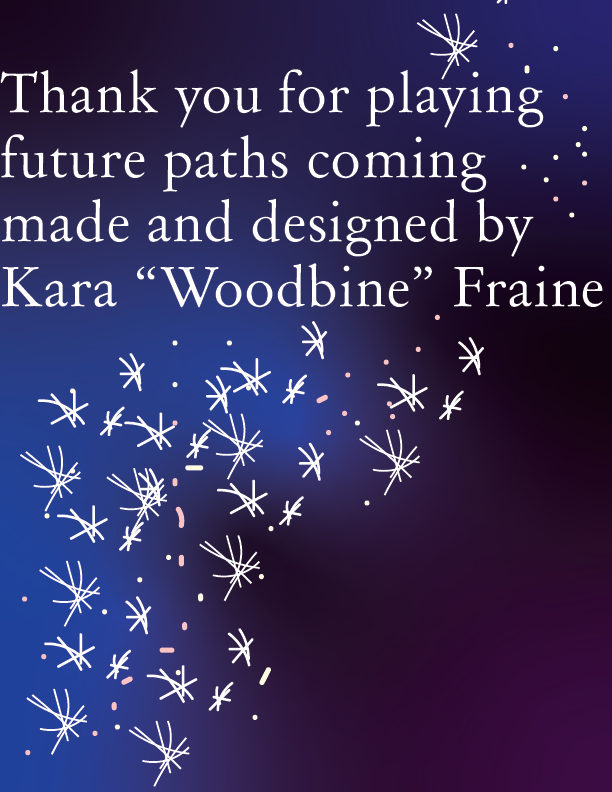 Thank you for playing
future paths coming
made and designed by
Kara “Woodbine” Fraine